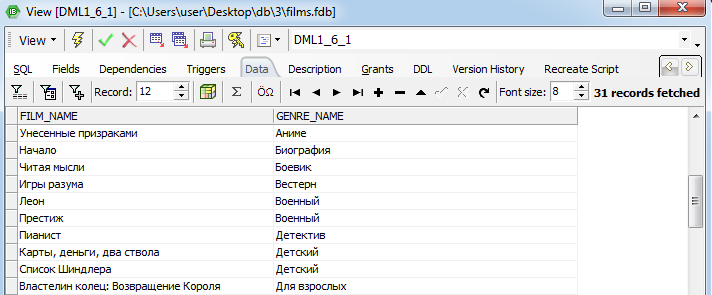 View [DML1_6_1] - [C:\Users\user\Desktop\db\3\films.fdb]
View DML1_6_1
SQL Fields Dependencies Triggers Data Description Grants DDL Version History Recreate Script
Record: 12 Σ ÖΩ Font size: 8 31 records fetched
FILM_NAME GENRE_NAME
Унесенные призраками Аниме
Начало Биография
Читая мысли Боевик
Игры разума Вестерн
Леон Военный
Престиж Военный
Пианист Детектив
Карты, деньги, два ствола Детский
Список Шиндлера Детский
Властелин колец: Возвращение Короля Для взрослых